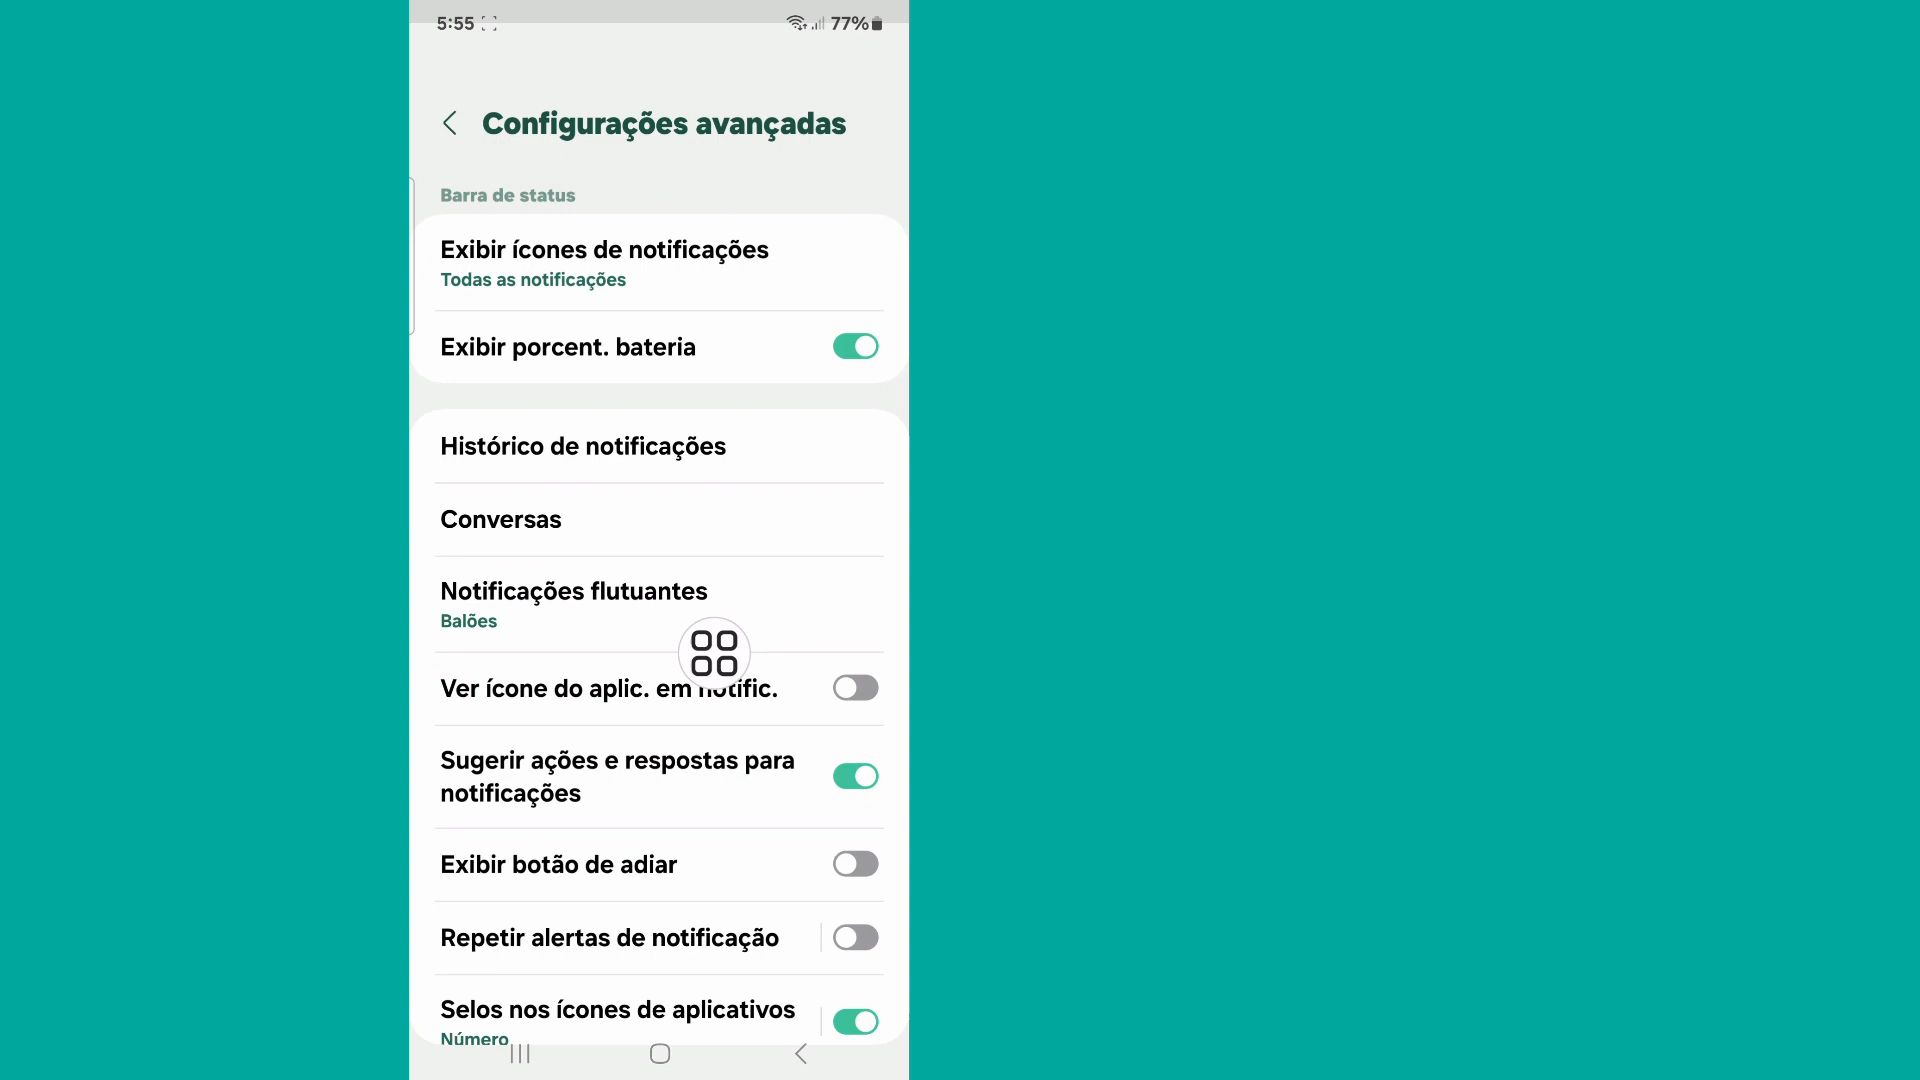 5:55
77%
Configurações avançadas
Barra de status
Exibir ícones de notificações
Todas as notificações
Exibir porcent. bateria
Histórico de notificações
Conversas
Notificações flutuantes
Balões
Ver ícone do aplic. em notific.
Sugerir ações e respostas para
notificações
Exibir botão de adiar
Repetir alertas de notificação
Selos nos ícones de aplicativos
Número